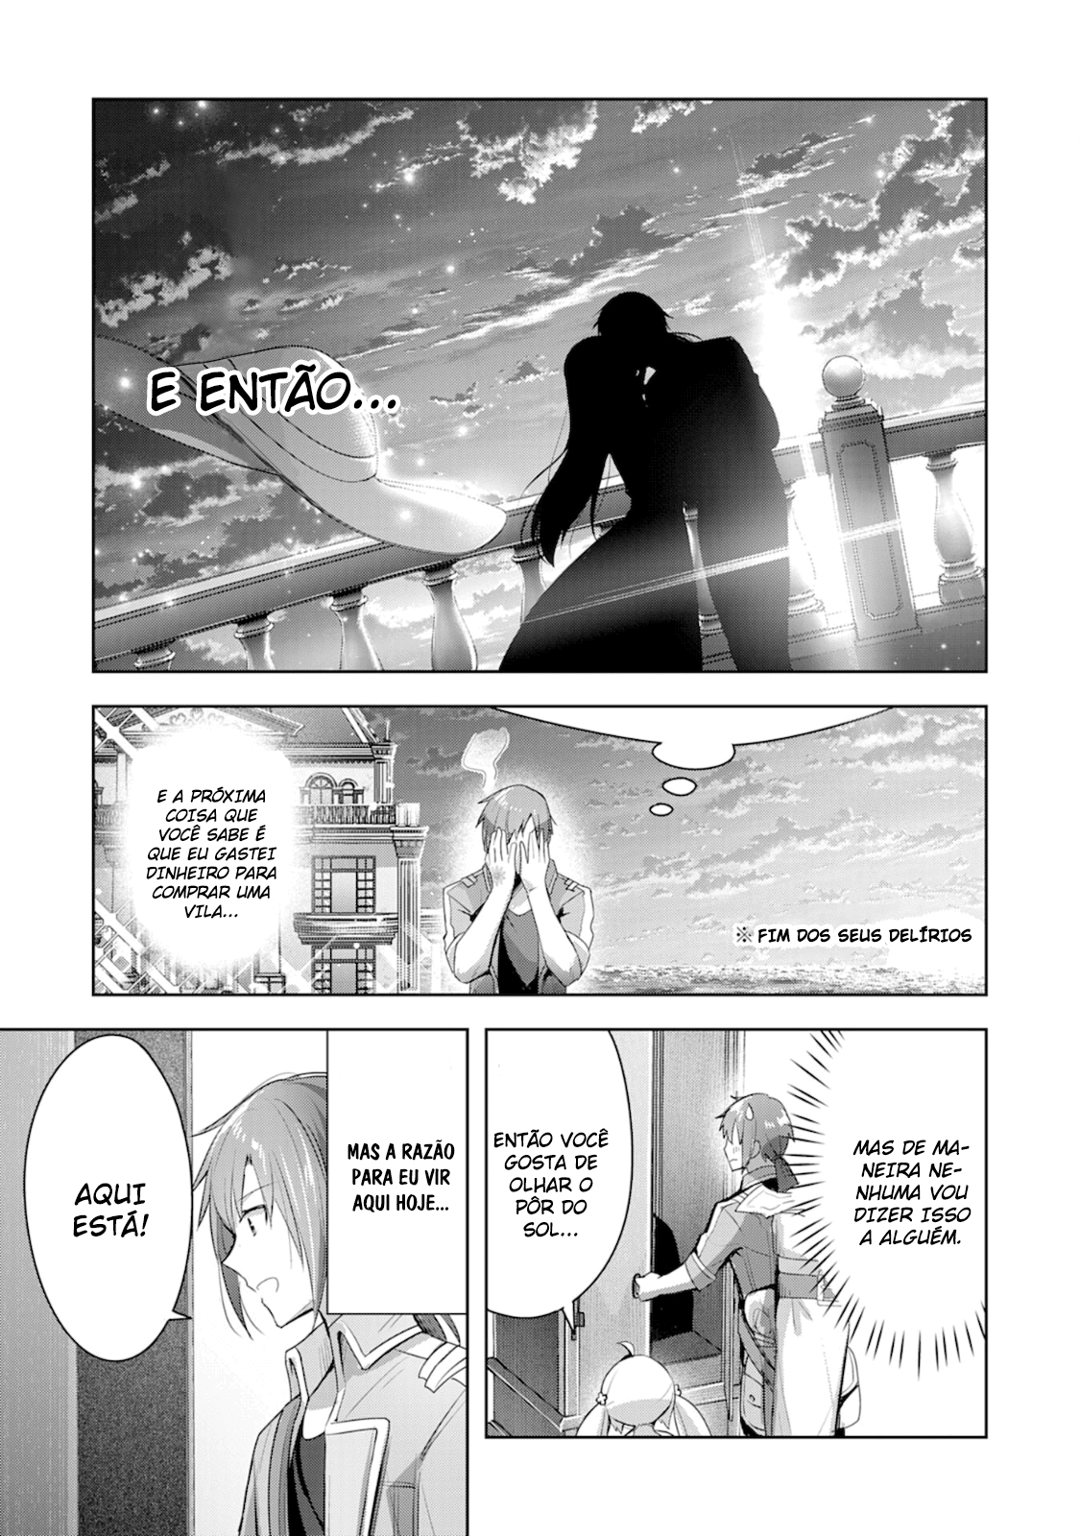 E ENTÃO...
E A PRÓXIMA
COISA QUE
VOCÊ SABE É
QUE EU GASTEI
DINHEIRO PARA
COMPRAR UMA
VILA...
※ FIM DOS SEUS DELÍRIOS
MAS DE MA-
NEIRA NE-
NHUMA VOU
DIZER ISSO
A ALGUÉM.
ENTÃO VOCÊ
GOSTA DE
OLHAR O
PÔR DO
SOL...
MAS A RAZÃO
PARA EU VIR
AQUI HOJE...
AQUI
ESTÁ!